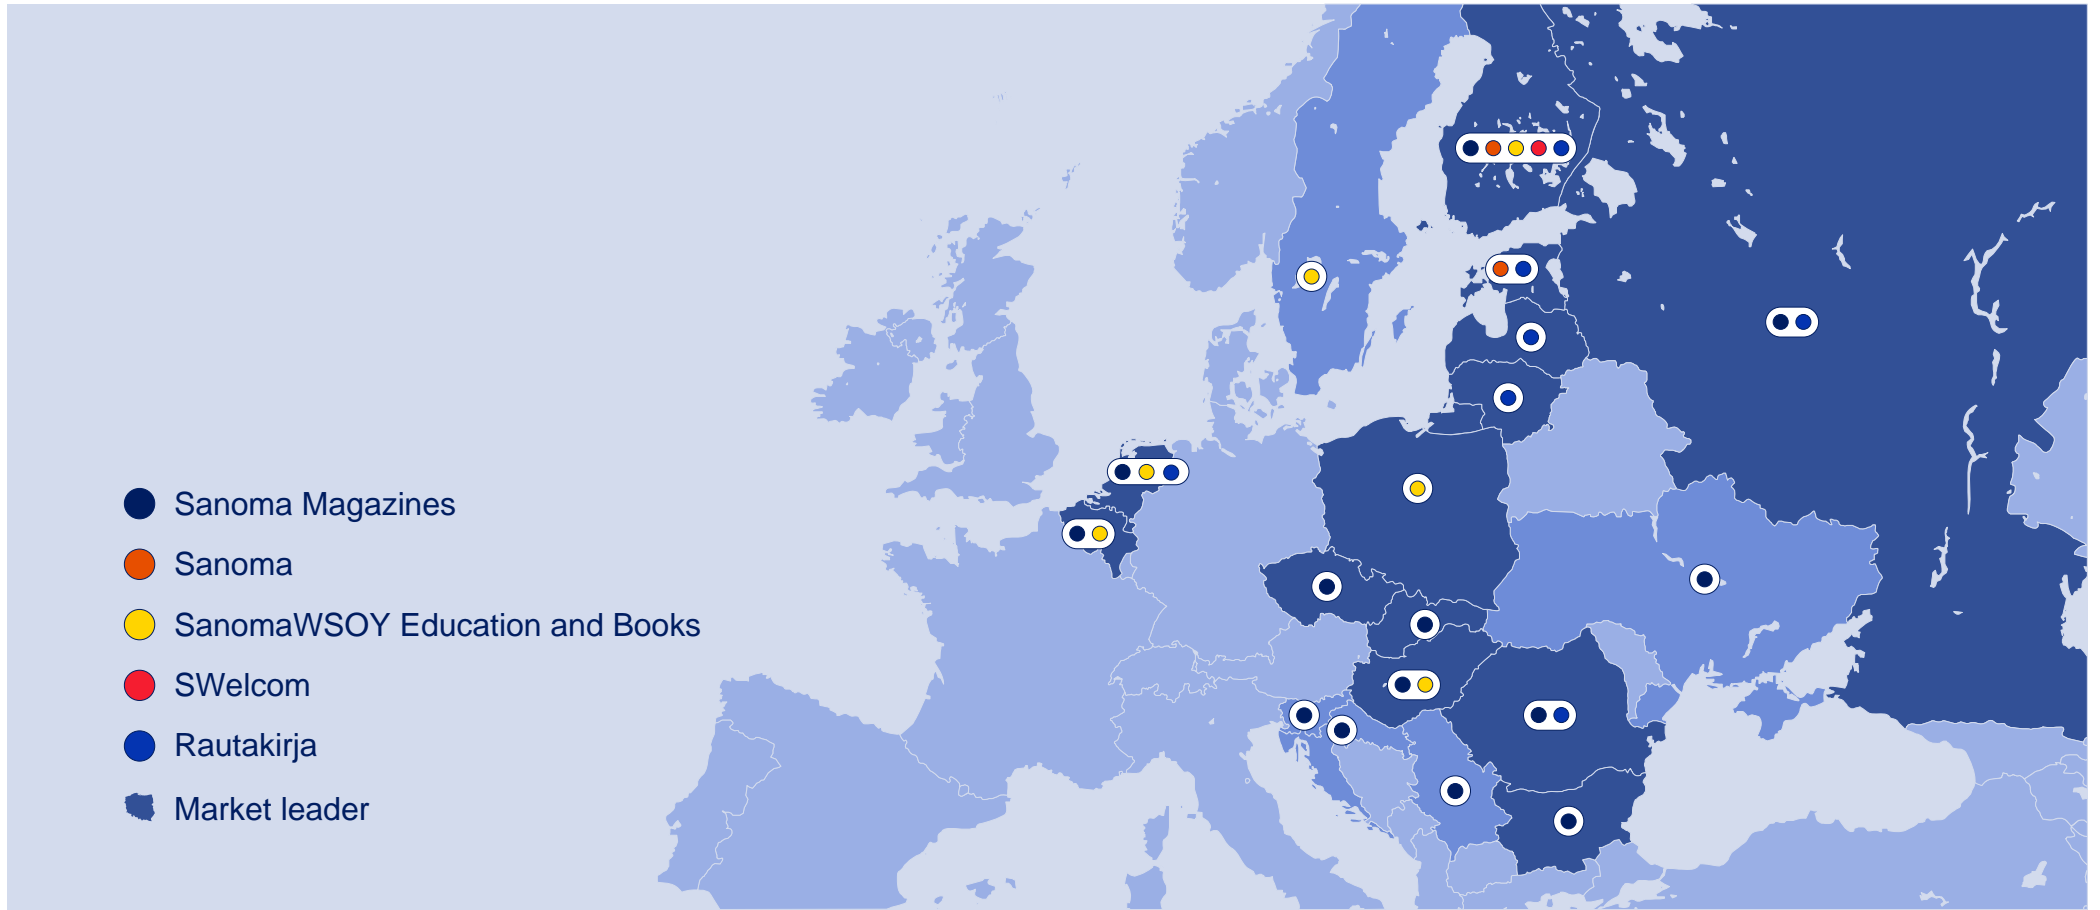 Sanoma Magazines
Sanoma
SanomaWSOY Education and Books
SWelcom
Rautakirja
Market leader